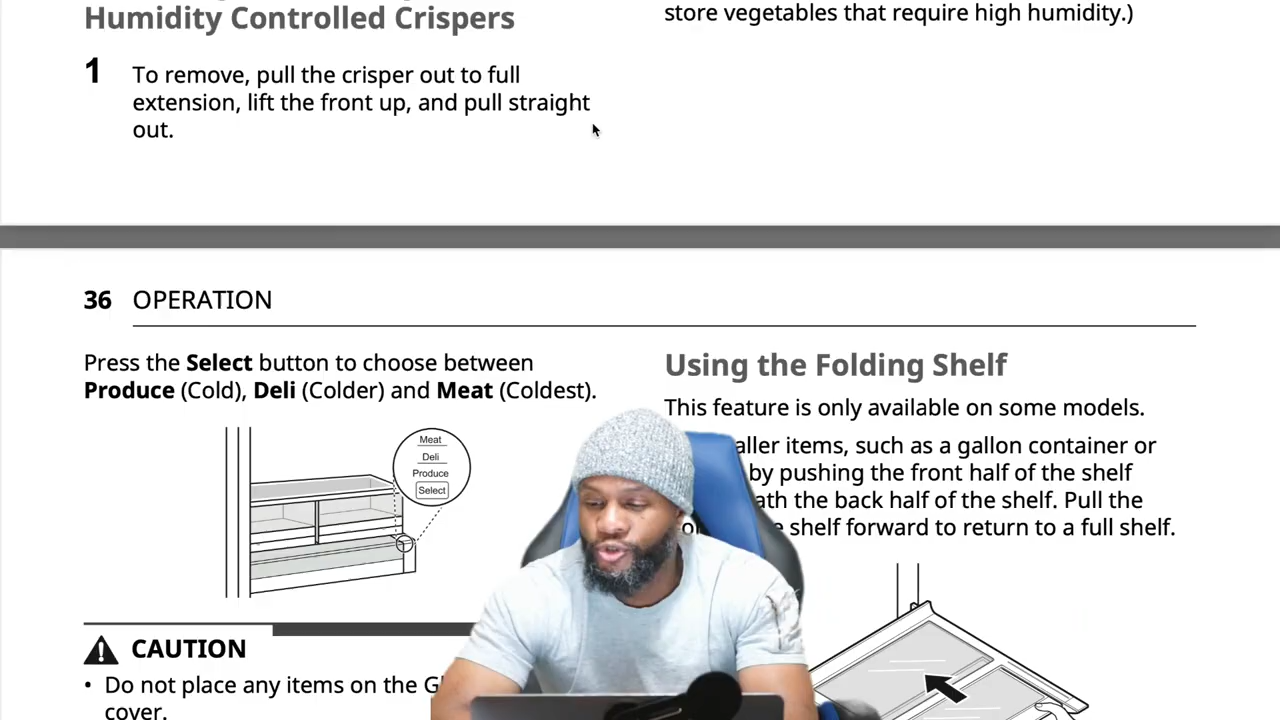 Humidity Controlled Crispers
1 To remove, pull the crisper out to full
extension, lift the front up, and pull straight
out.
store vegetables that require high humidity.)
36 OPERATION
Press the Select button to choose between
Produce (Cold), Deli (Colder) and Meat (Coldest).
Meat
Deli
Produce
Select
CAUTION
• Do not place any items on the
cover.
Using the Folding Shelf
This feature is only available on some models.
items, such as a gallon container or
by pushing the front half of the shelf
the back half of the shelf. Pull the
shelf forward to return to a full shelf.